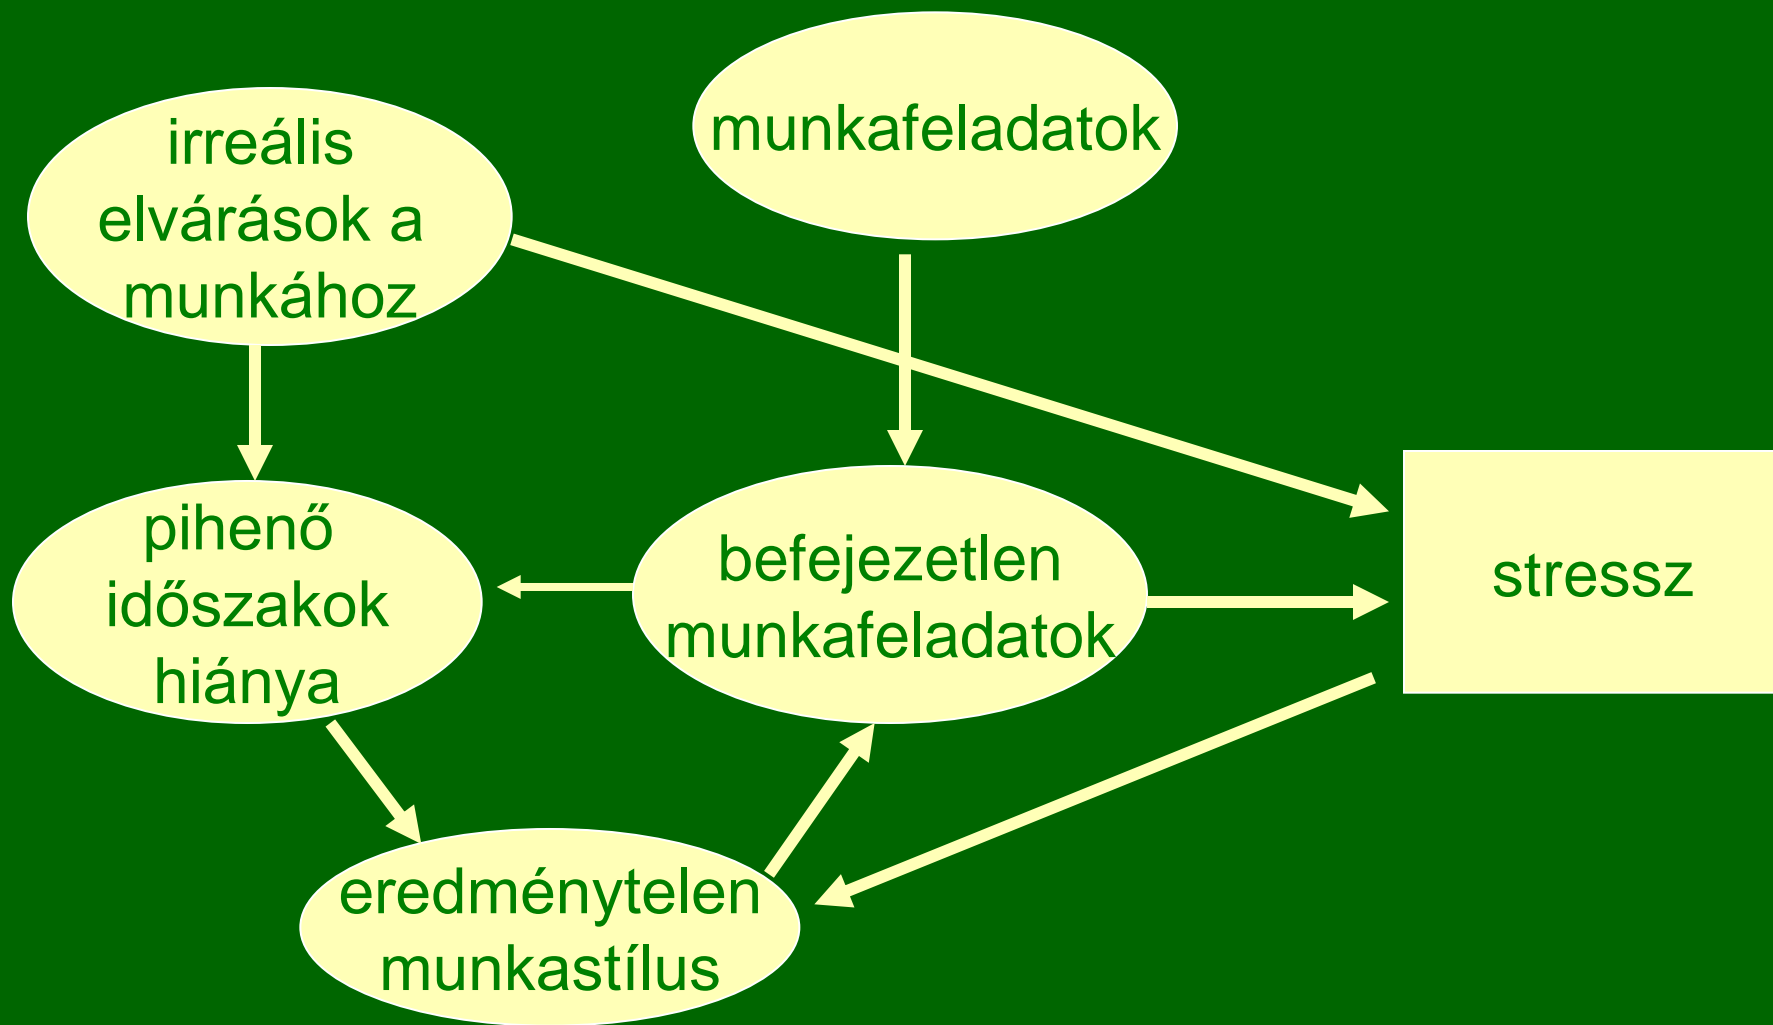 irreális
elvárások a
munkához
munkafeladatok
pihenő
időszakok
hiánya
befejezetlen
munkafeladatok
stressz
eredménytelen
munkastílus